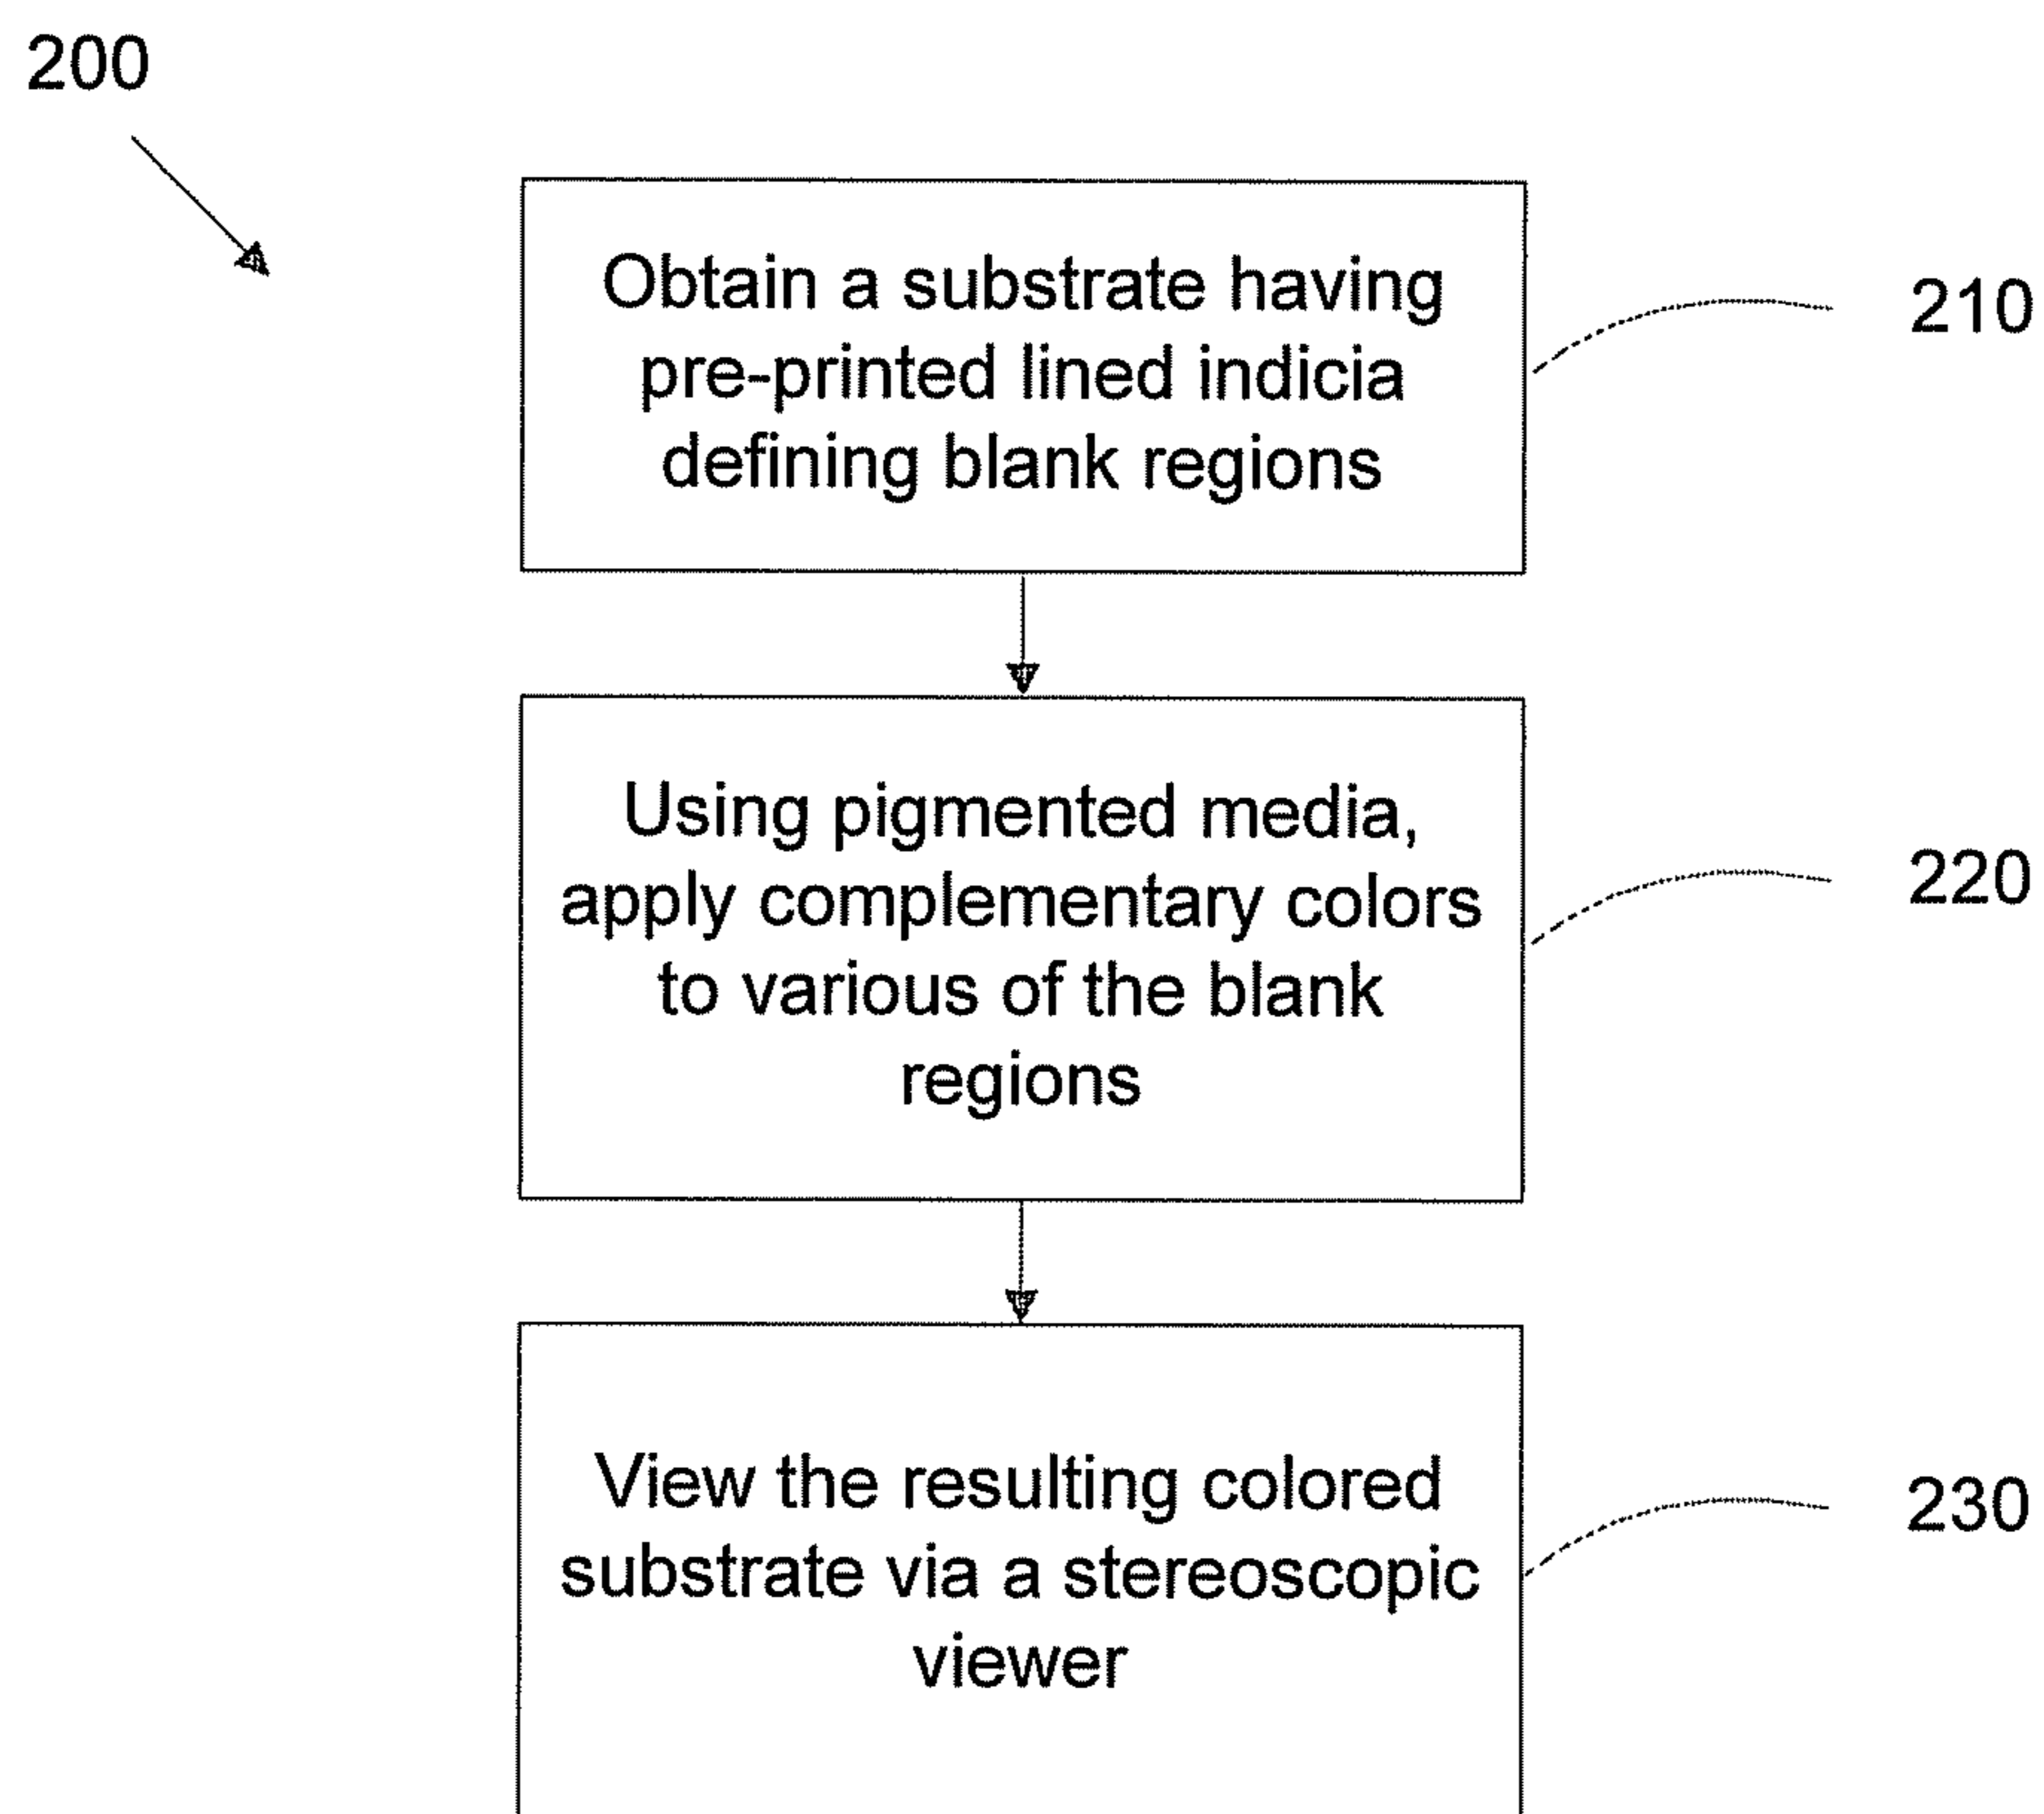 200
Obtain a substrate having
pre-printed lined indicia
defining blank regions
210
Using pigmented media,
apply complementary colors
to various of the blank
regions
220
View the resulting colored
substrate via a stereoscopic
viewer
230